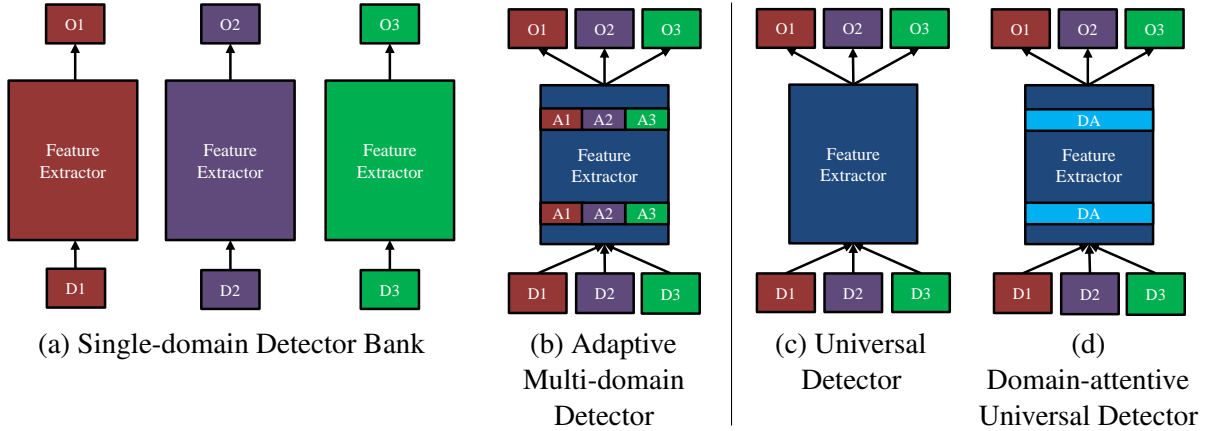 O1 O2 O3 O1 O2 O3 O1 O2 O3 O1 O2 O3
A1 A2 A3 DA
Feature Extractor Feature Extractor Feature Extractor Feature Extractor Feature Extractor Feature Extractor
A1 A2 A3 DA
D1 D2 D3 D1 D2 D3 D1 D2 D3 D1 D2 D3
(a) Single-domain Detector Bank
(b) Adaptive
Multi-domain
Detector
(c) Universal
Detector
(d)
Domain-attentive
Universal Detector